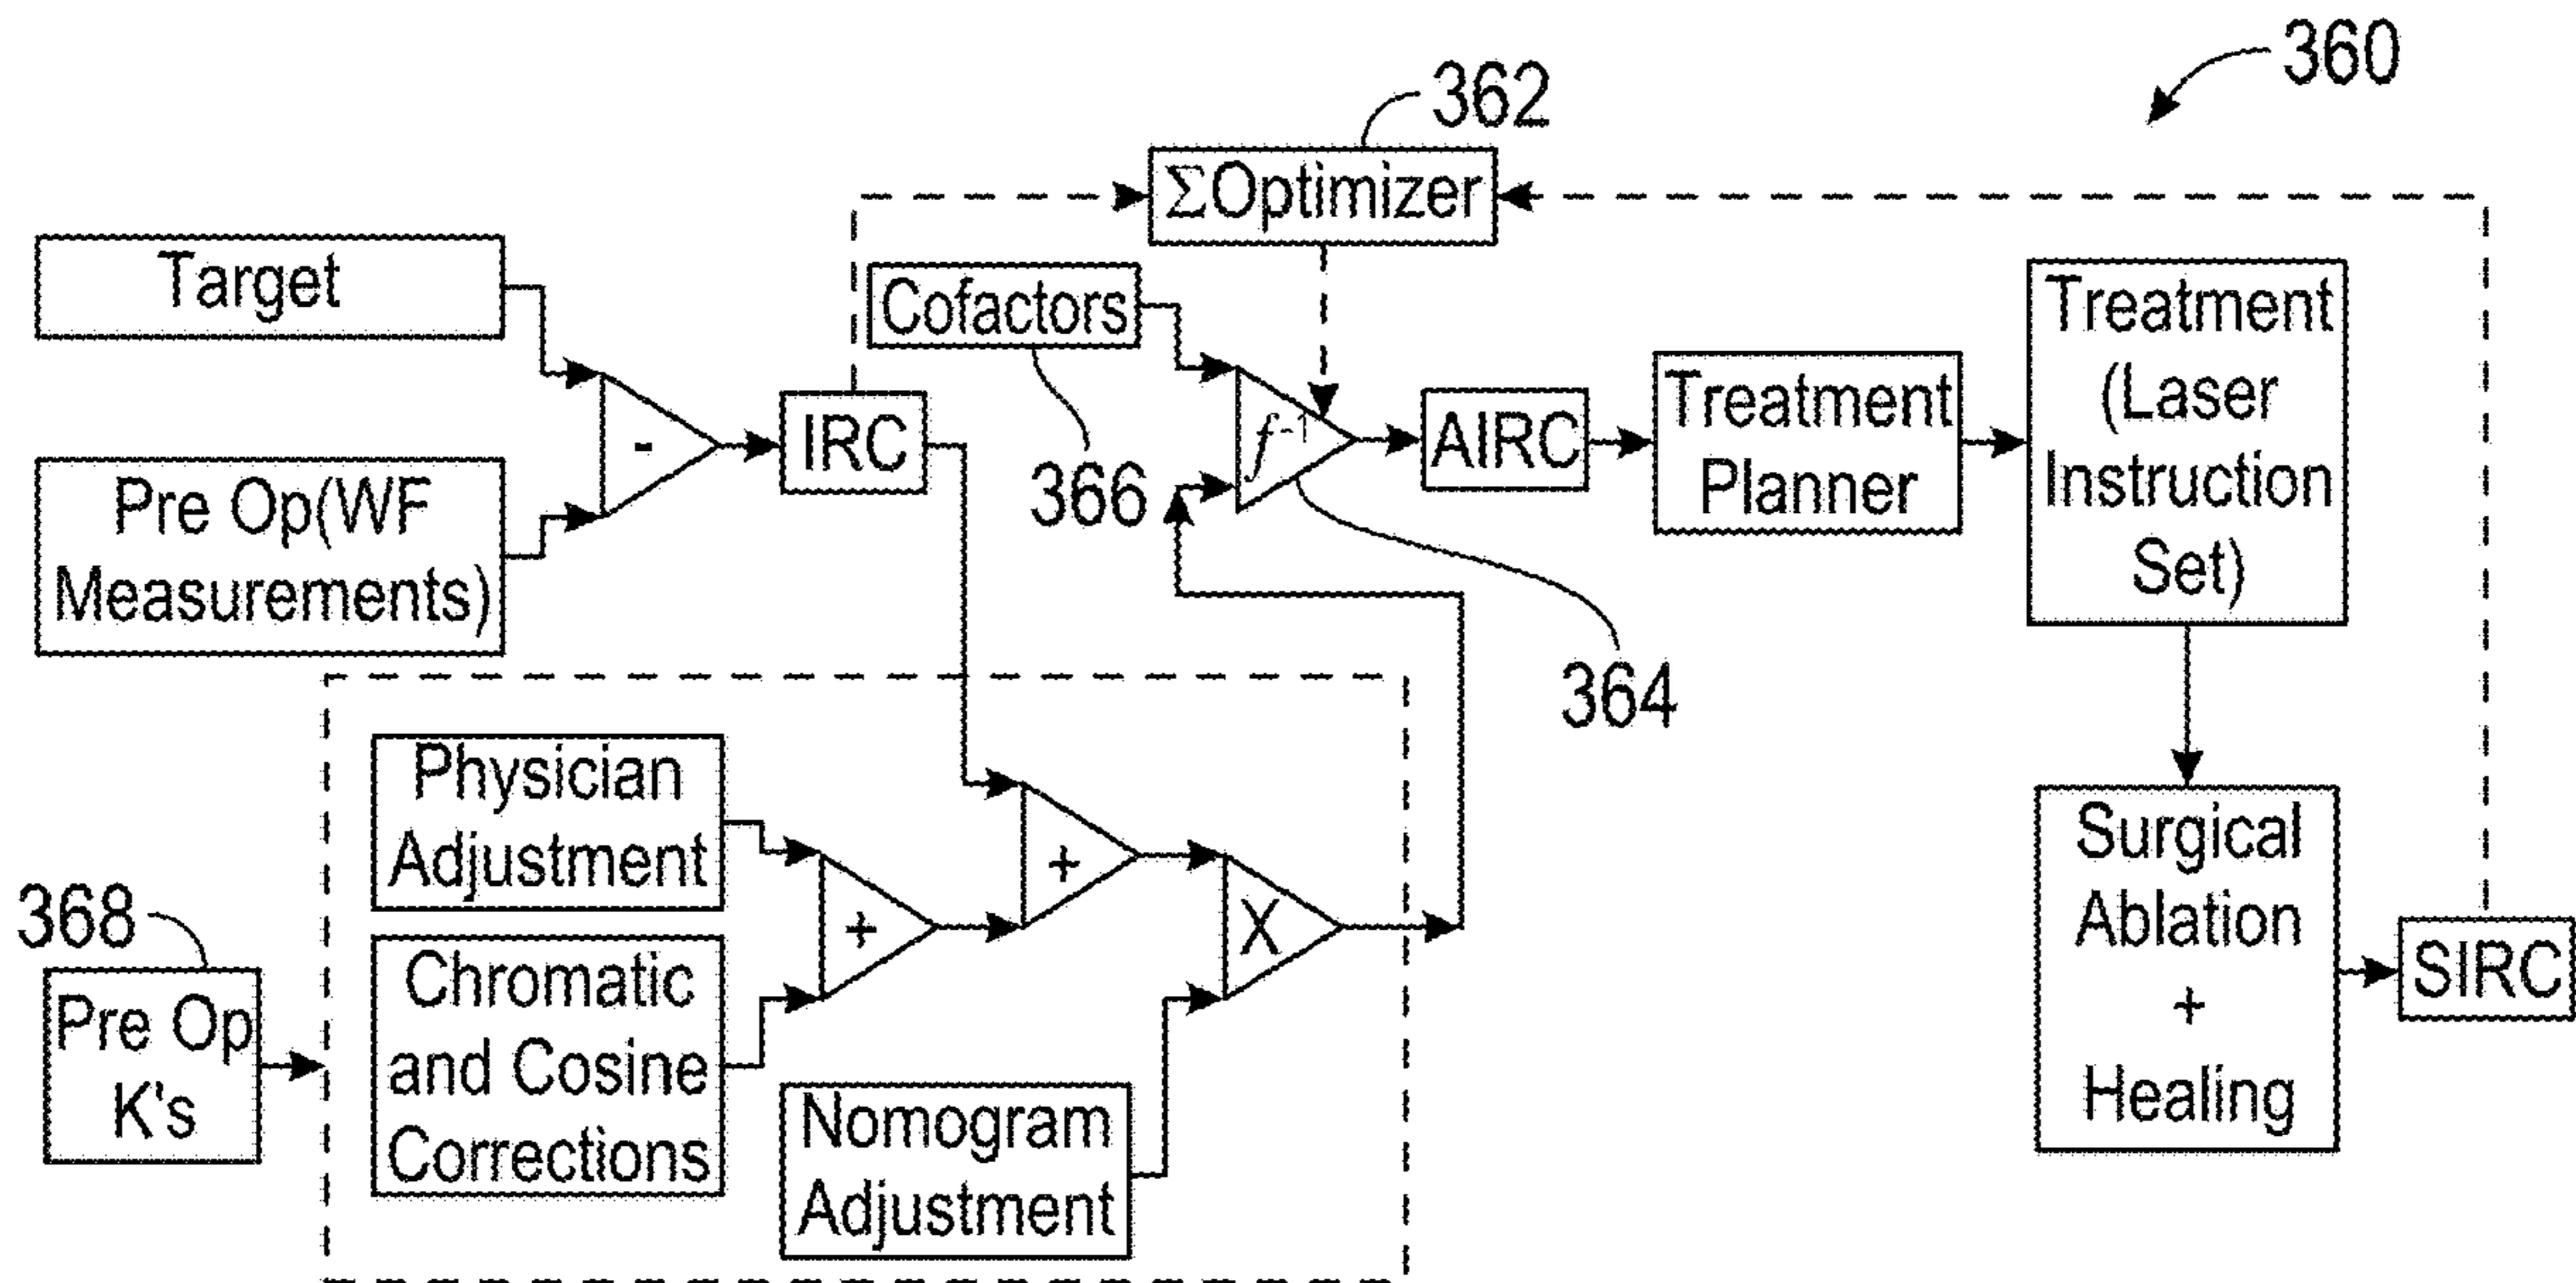 360
362
ΣOptimizer
Target
Cofactors
Treatment
(Laser
Instruction
Set)
Pre Op(WF
Measurements)
-
IRC
366
f⁻¹
AIRC
Treatment
Planner
364
Physician
Adjustment
+
+
X
Chromatic
and Cosine
Corrections
Nomogram
Adjustment
368
Pre Op
K's
Surgical
Ablation
+
Healing
SIRC